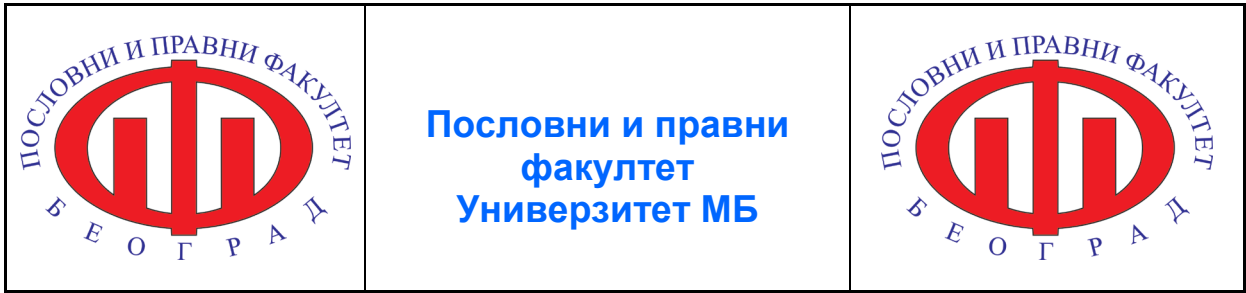 ПОСЛОВНИ И ПРАВНИ ФАКУЛТЕТ
БЕОГРАД
Пословни и правни
факултет
Универзитет МБ
ПОСЛОВНИ И ПРАВНИ ФАКУЛТЕТ
БЕОГРАД